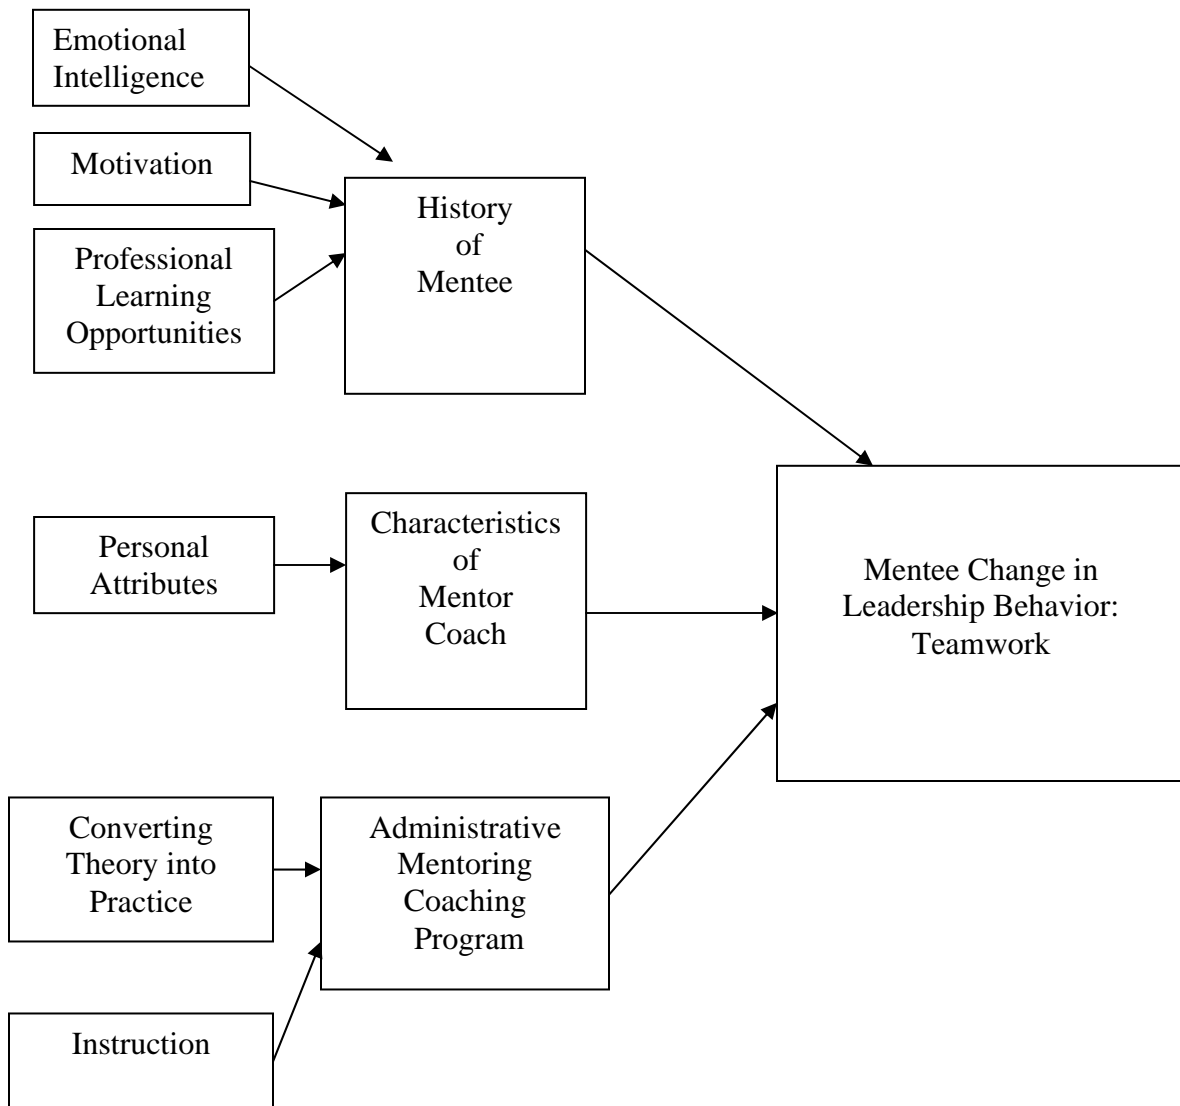 Emotional
Intelligence
Motivation
Professional
Learning
Opportunities
History
of
Mentee
Personal
Attributes
Characteristics
of
Mentor
Coach
Mentee Change in
Leadership Behavior:
Teamwork
Converting
Theory into
Practice
Administrative
Mentoring
Coaching
Program
Instruction